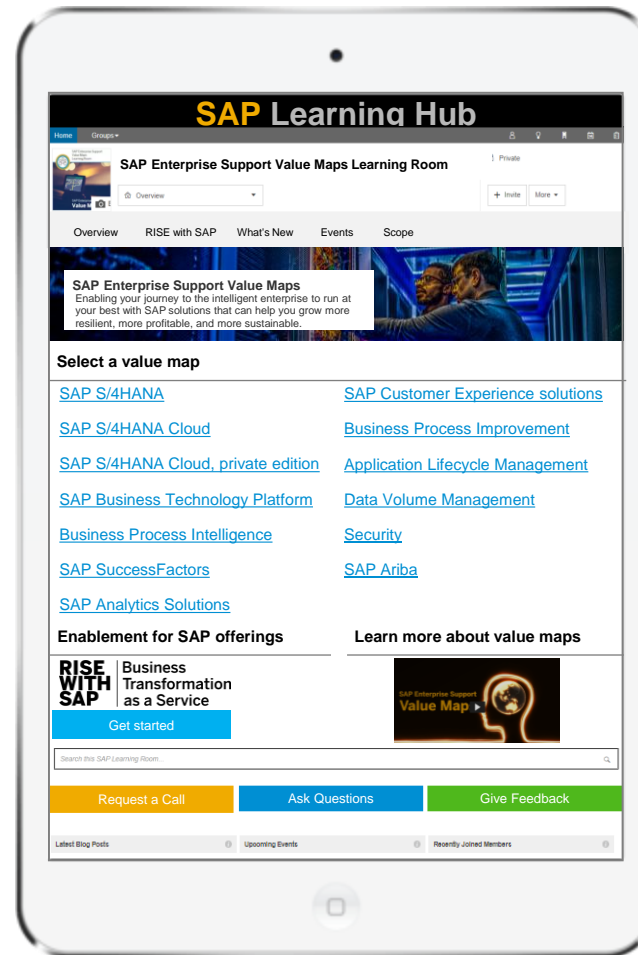 SAP Learning Hub
Home Groups
SAP Enterprise Support Value Maps Learning Room
Private
Overview
+ Invite More
Overview RISE with SAP What's New Events Scope
SAP Enterprise Support Value Maps
Enabling your journey to the intelligent enterprise to run at
your best with SAP solutions that can help you grow more
resilient, more profitable, and more sustainable.
Select a value map
SAP S/4HANA
SAP S/4HANA Cloud
SAP S/4HANA Cloud, private edition
SAP Business Technology Platform
Business Process Intelligence
SAP SuccessFactors
SAP Analytics Solutions
SAP Customer Experience solutions
Business Process Improvement
Application Lifecycle Management
Data Volume Management
Security
SAP Ariba
Enablement for SAP offerings
RISE
WITH
SAP
Business
Transformation
as a Service
Get started
Learn more about value maps
SAP Enterprise Support
Value Map
Search this SAP Learning Room...
Request a Call Ask Questions Give Feedback
Latest Blog Posts Upcoming Events Recently Joined Members